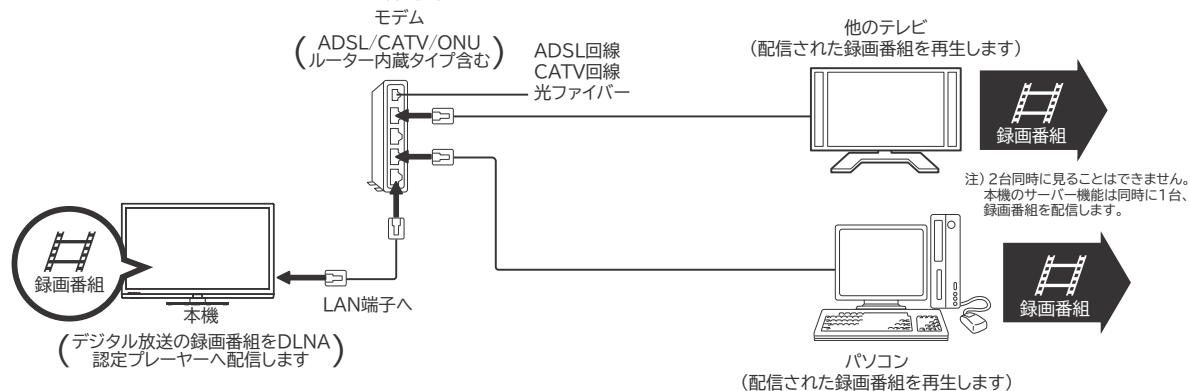 モデム
(ADSL/CATV/ONU
ルーター内蔵タイプ含む)
ADSL回線
CATV回線
光ファイバー
他のテレビ
(配信された録画番組を再生します)
録画番組
注)2台同時に見ることはできません。
本機のサーバー機能は同時に1台、
録画番組を配信します。
録画番組
本機
LAN端子へ
(デジタル放送の録画番組をDLNA
認定プレーヤーへ配信します)
録画番組
パソコン
(配信された録画番組を再生します)